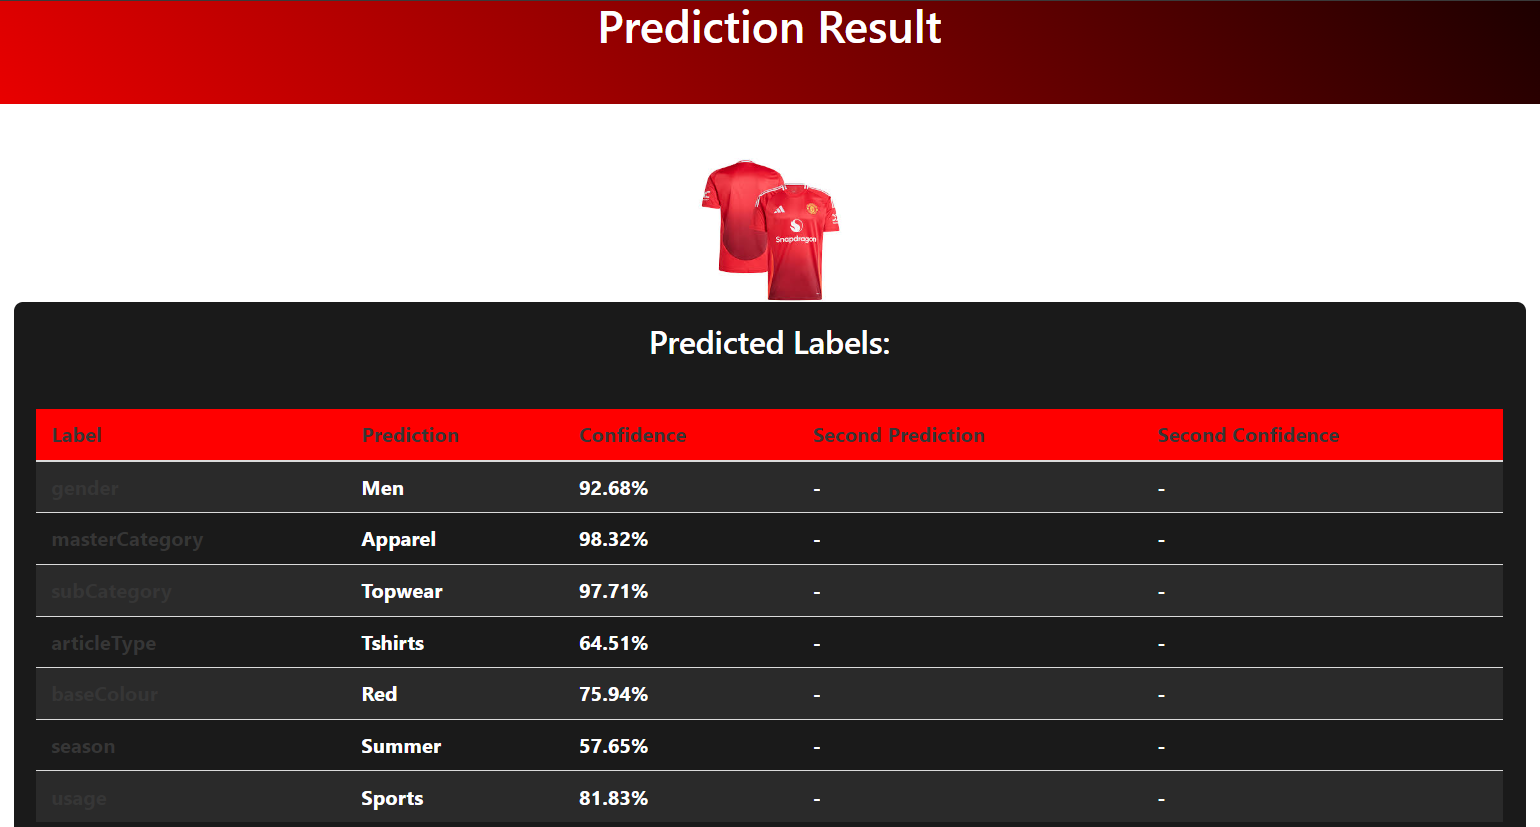 Prediction Result
Snapdragon
Predicted Labels:
Label Prediction Confidence Second Prediction Second Confidence
gender Men 92.68% - -
masterCategory Apparel 98.32% - -
subCategory Topwear 97.71% - -
articleType Tshirts 64.51% - -
baseColour Red 75.94% - -
season Summer 57.65% - -
usage Sports 81.83% - -